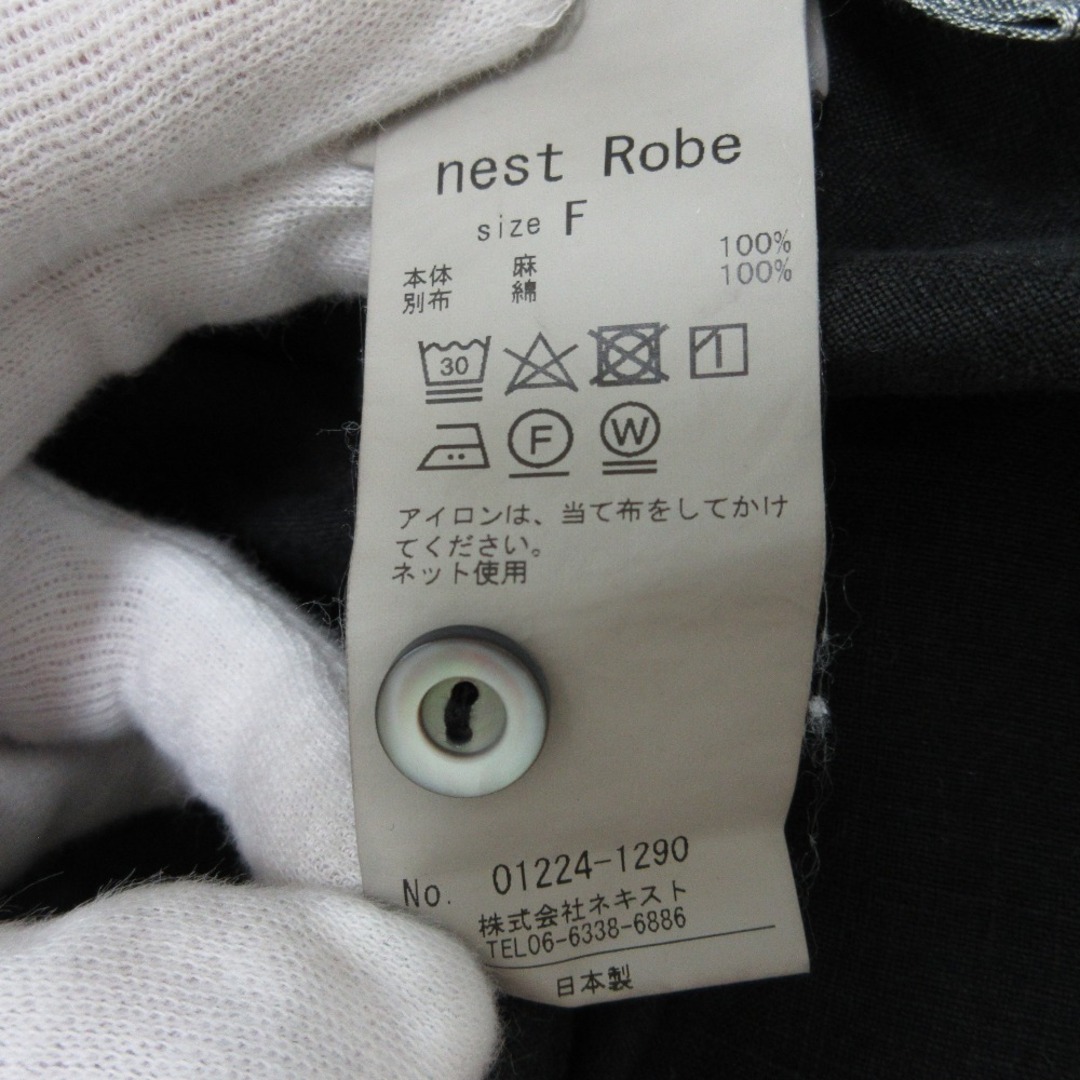 nest Robe
size F
本体 麻 100%
別布 綿 100%
30
F W
アイロンは、当て布をしてかけ
てください。
ネット使用
No. 01224-1290
株式会社ネキスト
TEL06-6338-6886
日本製